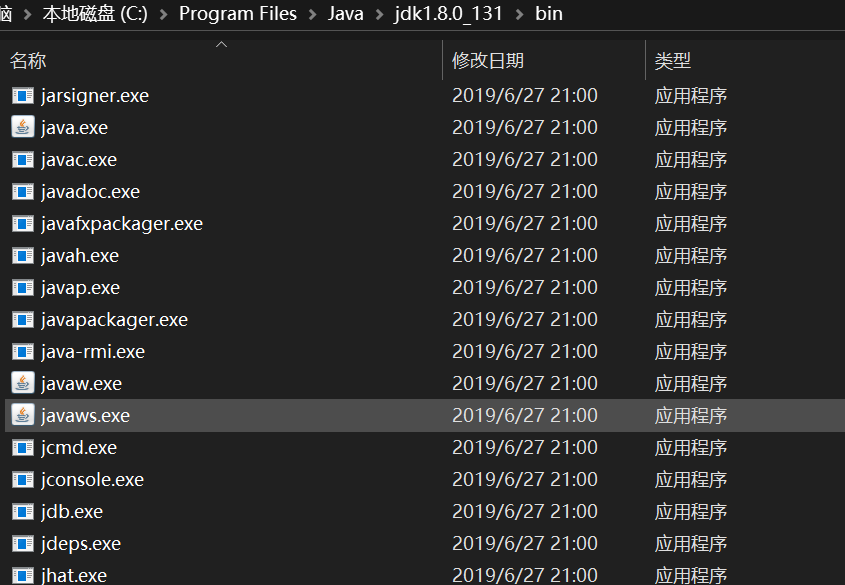 脑 > 本地磁盘 (C:) > Program Files > Java > jdk1.8.0_131 > bin
名称 修改日期 类型
jarsigner.exe 2019/6/27 21:00 应用程序
java.exe 2019/6/27 21:00 应用程序
javac.exe 2019/6/27 21:00 应用程序
javadoc.exe 2019/6/27 21:00 应用程序
javafxpackager.exe 2019/6/27 21:00 应用程序
javah.exe 2019/6/27 21:00 应用程序
javap.exe 2019/6/27 21:00 应用程序
javapackager.exe 2019/6/27 21:00 应用程序
java-rmi.exe 2019/6/27 21:00 应用程序
javaw.exe 2019/6/27 21:00 应用程序
javaws.exe 2019/6/27 21:00 应用程序
jcmd.exe 2019/6/27 21:00 应用程序
jconsole.exe 2019/6/27 21:00 应用程序
jdb.exe 2019/6/27 21:00 应用程序
jdeps.exe 2019/6/27 21:00 应用程序
jhat.exe 2019/6/27 21:00 应用程序